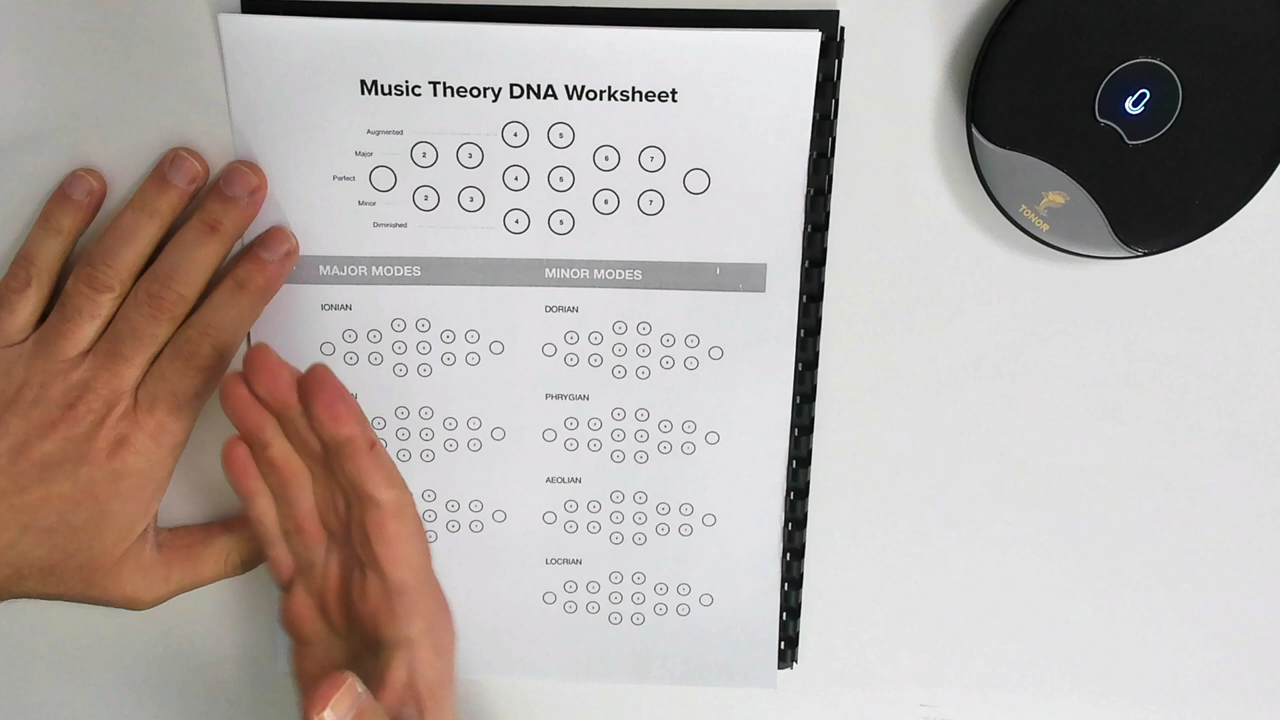 Music Theory DNA Worksheet
Augmented 4 5
Major 2 3 6 7
Perfect 4 5
Minor 2 3 6 7
Diminished 4 5
MAJOR MODES MINOR MODES
IONIAN DORIAN
PHRYGIAN
AEOLIAN
LOCRIAN
TONOR